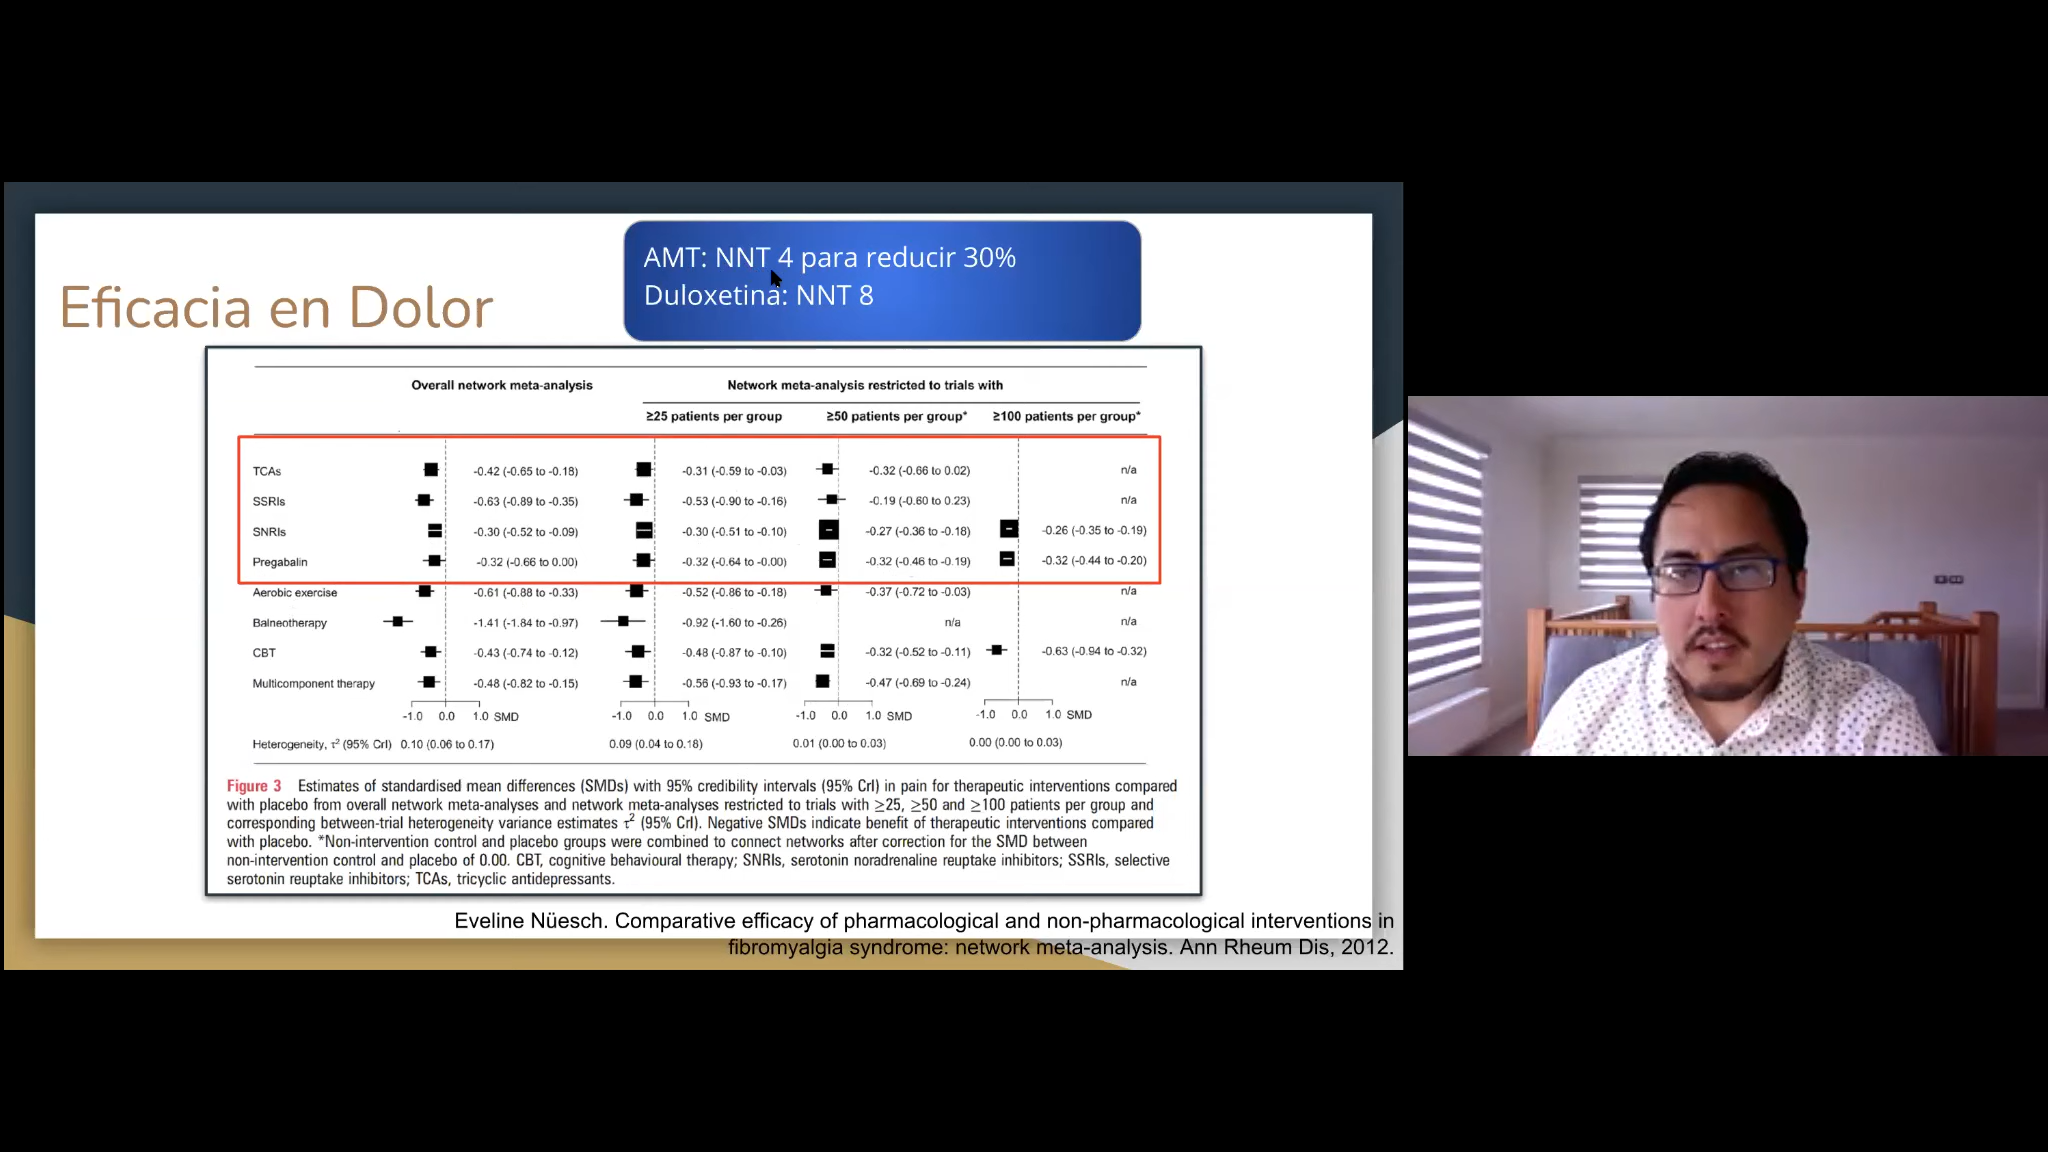 AMT: NNT 4 para reducir 30%
Duloxetina: NNT 8
Eficacia en Dolor
Overall network meta-analysis Network meta-analysis restricted to trials with
≥25 patients per group ≥50 patients per group* ≥100 patients per group*
TCAs -0.42 (-0.65 to -0.18) -0.31 (-0.59 to -0.03) -0.32 (-0.66 to 0.02) n/a
SSRIs -0.63 (-0.89 to -0.35) -0.53 (-0.90 to -0.16) -0.19 (-0.60 to 0.23) n/a
SNRIs -0.30 (-0.52 to -0.09) -0.30 (-0.51 to -0.10) -0.27 (-0.36 to -0.18) -0.26 (-0.35 to -0.19)
Pregabalin -0.32 (-0.66 to 0.00) -0.32 (-0.64 to -0.00) -0.32 (-0.46 to -0.19) -0.32 (-0.44 to -0.20)
Aerobic exercise -0.61 (-0.88 to -0.33) -0.52 (-0.86 to -0.18) -0.37 (-0.72 to -0.03) n/a
Balneotherapy -1.41 (-1.84 to -0.97) -0.92 (-1.60 to -0.26) n/a n/a
CBT -0.43 (-0.74 to -0.12) -0.48 (-0.87 to -0.10) -0.32 (-0.52 to -0.11) -0.63 (-0.94 to -0.32)
Multicomponent therapy -0.48 (-0.82 to -0.15) -0.56 (-0.93 to -0.17) -0.47 (-0.69 to -0.24) n/a
-1.0 0.0 1.0 SMD -1.0 0.0 1.0 SMD -1.0 0.0 1.0 SMD -1.0 0.0 1.0 SMD
Heterogeneity, τ² (95% CrI) 0.10 (0.06 to 0.17) 0.09 (0.04 to 0.18) 0.01 (0.00 to 0.03) 0.00 (0.00 to 0.03)
Figure 3 Estimates of standardised mean differences (SMDs) with 95% credibility intervals (95% CrI) in pain for therapeutic interventions compared
with placebo from overall network meta-analyses and network meta-analyses restricted to trials with ≥25, ≥50 and ≥100 patients per group and
corresponding between-trial heterogeneity variance estimates τ² (95% CrI). Negative SMDs indicate benefit of therapeutic interventions compared
with placebo. *Non-intervention control and placebo groups were combined to connect networks after correction for the SMD between
non-intervention control and placebo of 0.00. CBT, cognitive behavioural therapy; SNRIs, serotonin noradrenaline reuptake inhibitors; SSRIs, selective
serotonin reuptake inhibitors; TCAs, tricyclic antidepressants.
Eveline Nüesch. Comparative efficacy of pharmacological and non-pharmacological interventions in
fibromyalgia syndrome: network meta-analysis. Ann Rheum Dis, 2012.